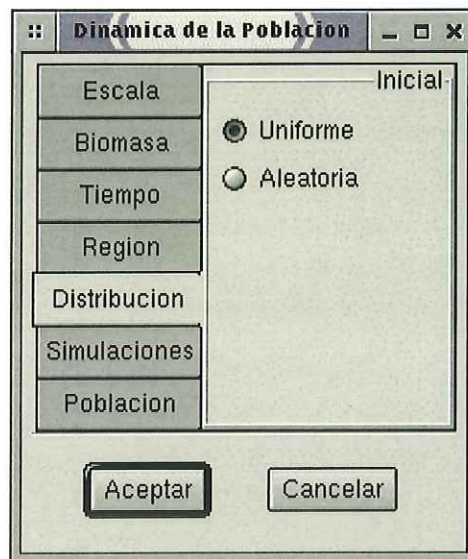 Dinamica de la Poblacion
Escala
Biomasa
Tiempo
Region
Distribucion
Simulaciones
Poblacion
Inicial
Uniforme
Aleatoria
Aceptar
Cancelar